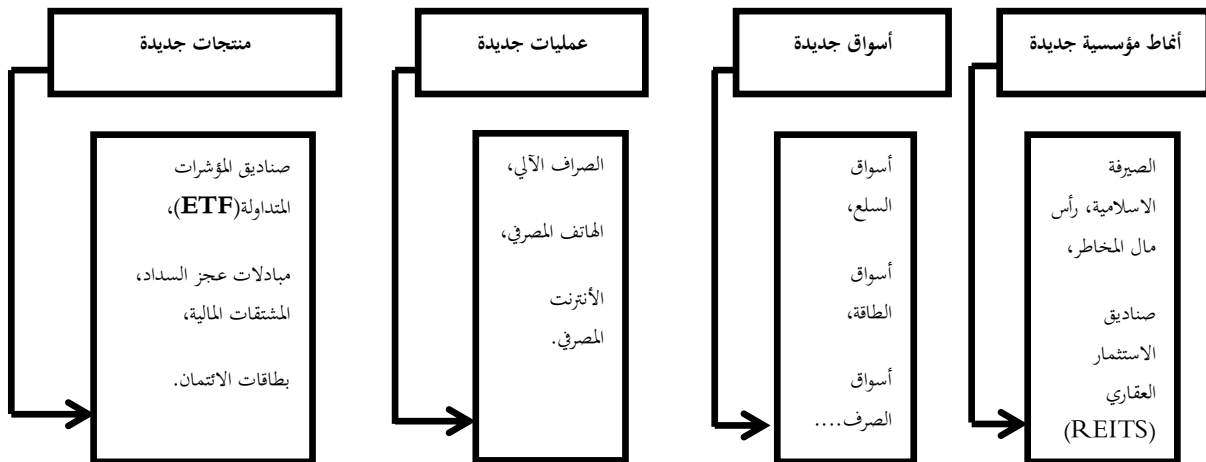 أنماط مؤسسية جديدة
الصيرفة
الاسلامية، رأس
مال المخاطر،
صناديق
الاستثمار
العقاري
(REITS)
أسواق جديدة
أسواق
السلع،
أسواق
الطاقة،
أسواق
الصرف....
عمليات جديدة
الصراف الآلي،
الهاتف المصرفي،
الأنترنت
المصرفي.
منتجات جديدة
صناديق المؤشرات
المتداولة(ETF)،
مبادلات عجز السداد،
المشتقات المالية،
بطاقات الائتمان.